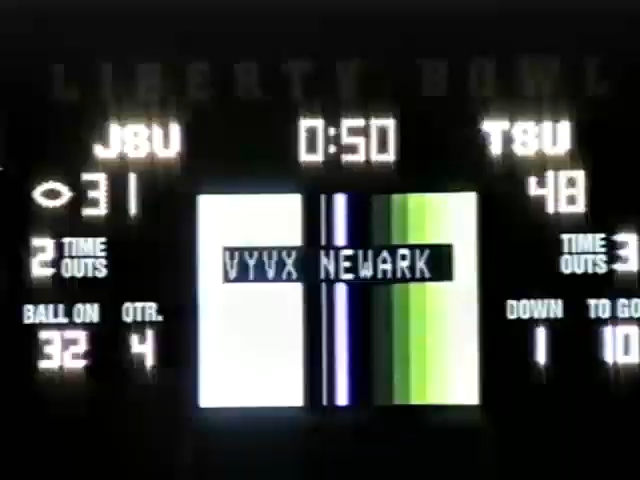 LIBERTY BOWL
JSU 0:50 TSU
31 48
2 TIME OUTS TIME OUTS 3
VYVX NEWARK
BALL ON QTR. DOWN TO GO
32 4 1 10